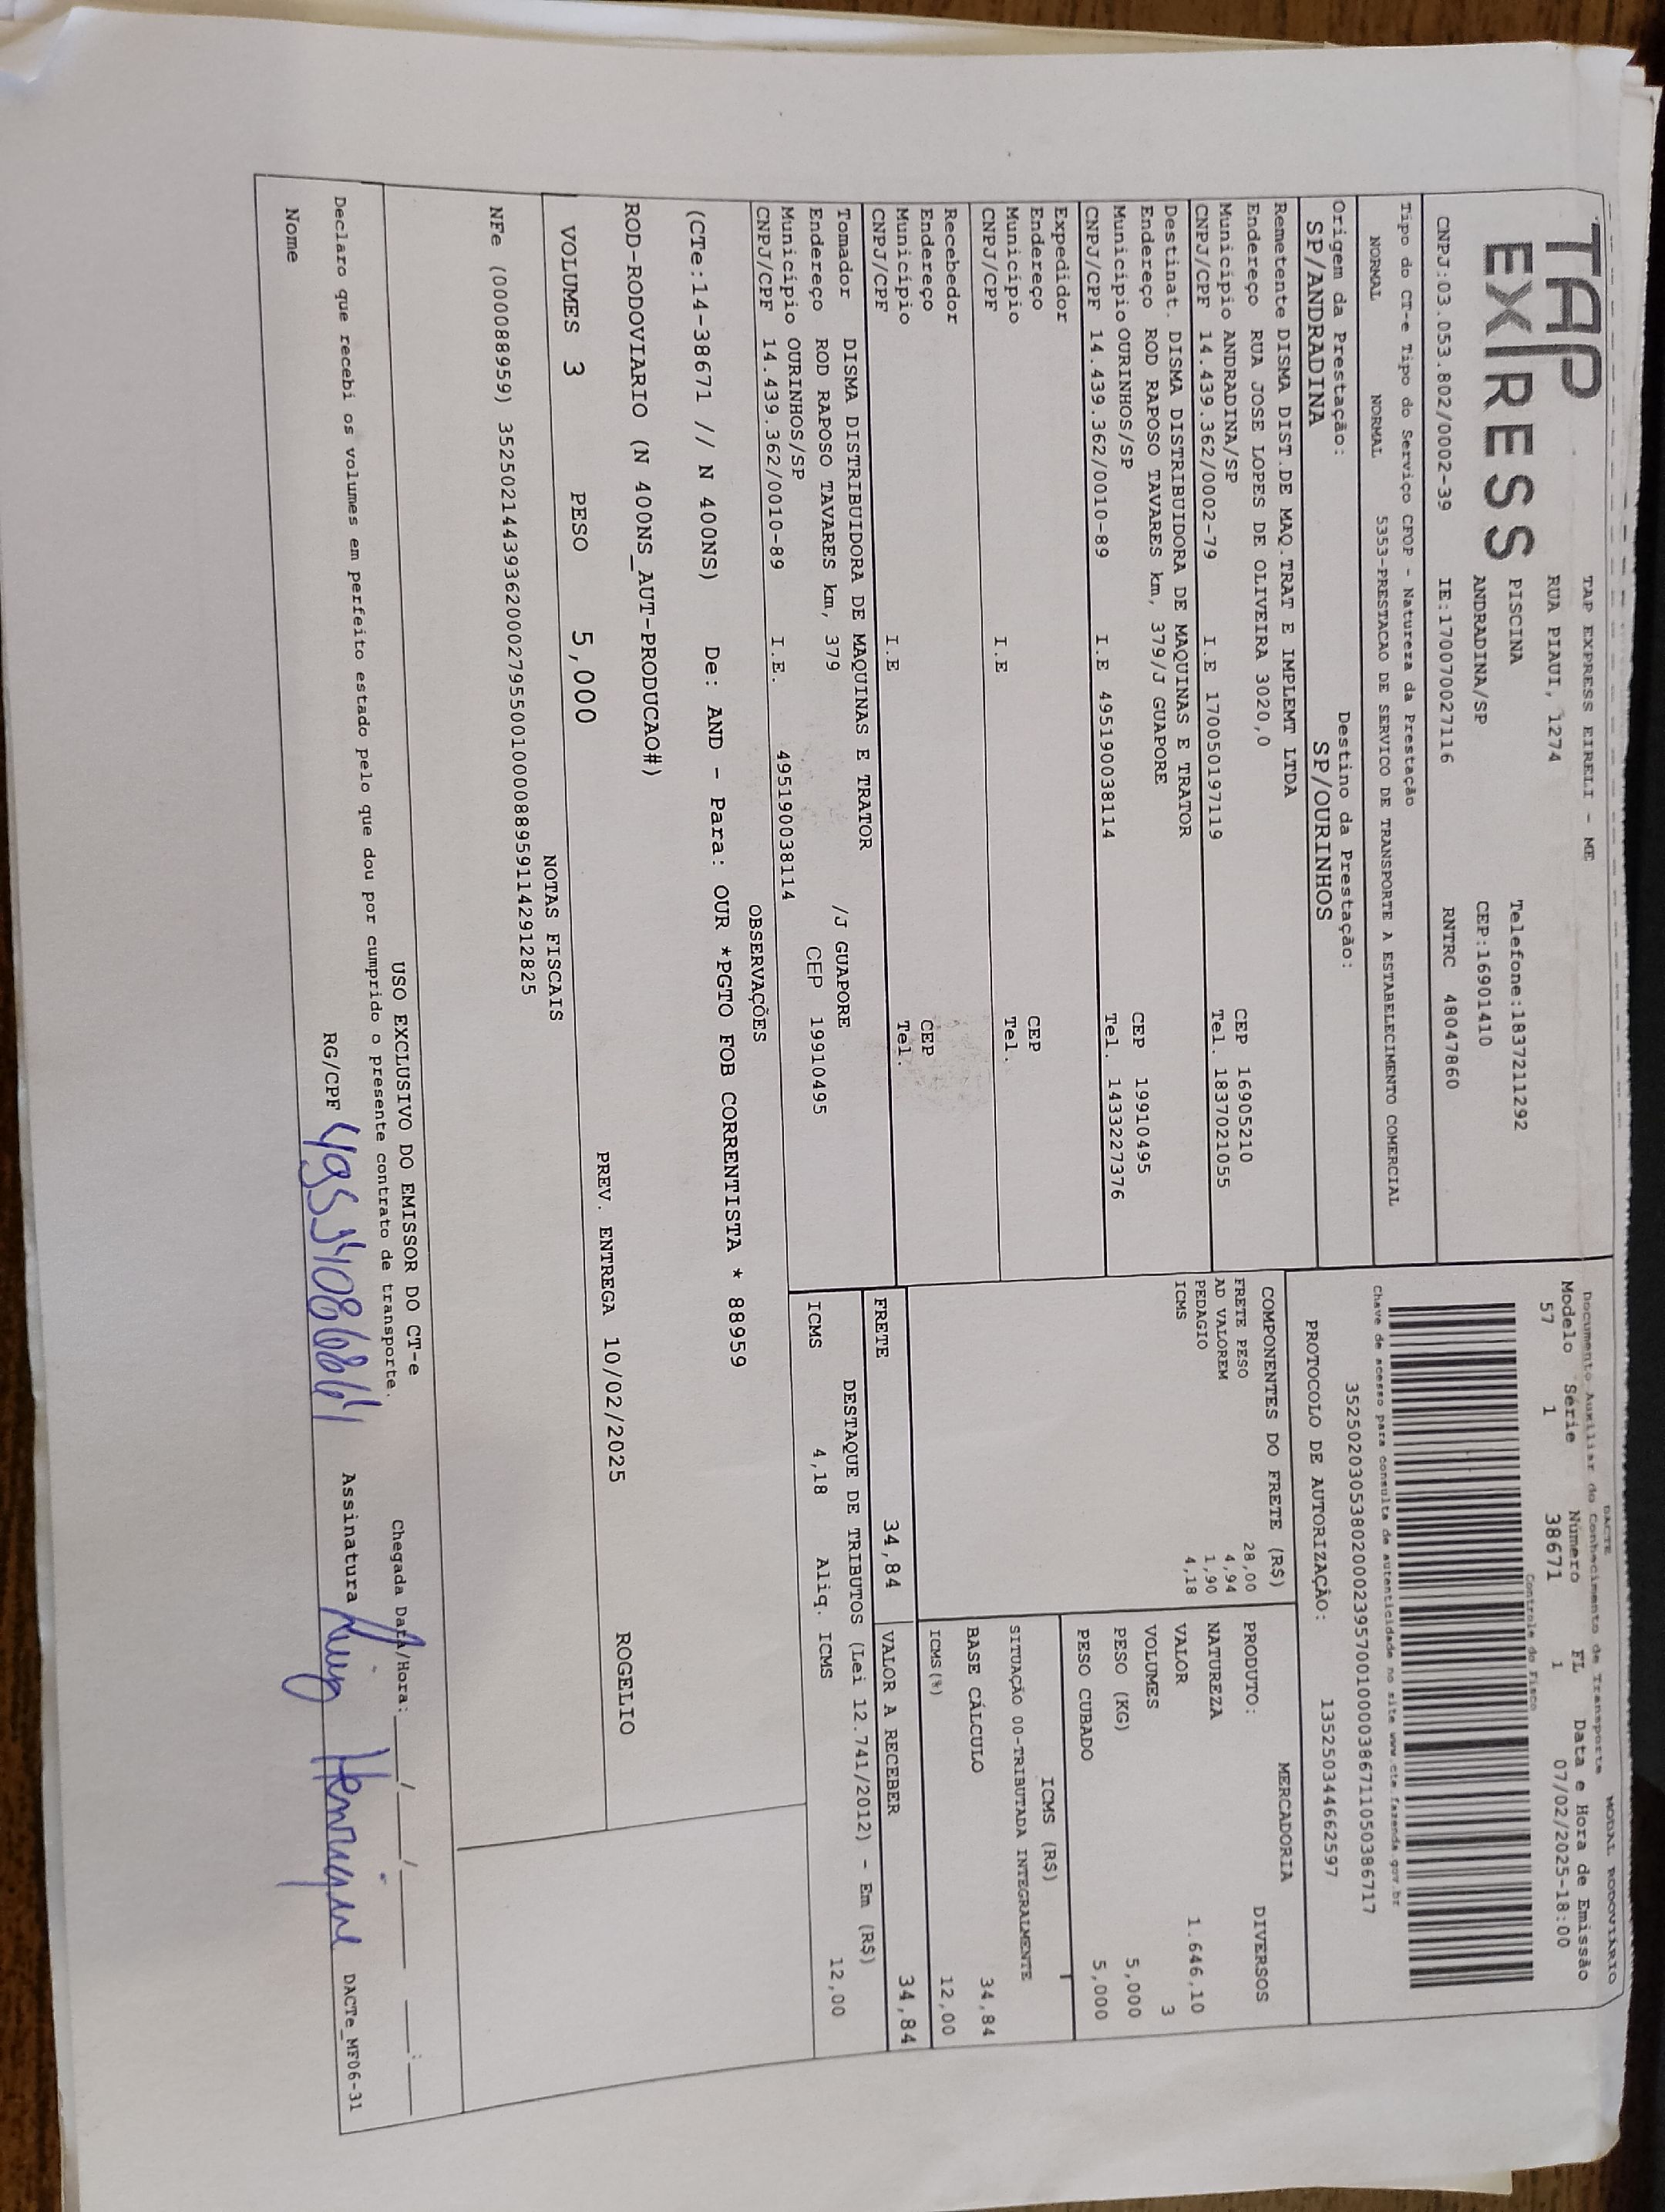 TAP EXPRESS
TAP EXPRESS EIRELI - ME
RUA PIAUI, 1274
PISCINA Telefone:1837211292
ANDRADINA/SP CEP:16901410
CNPJ:03.053.802/0002-39 IE:170070027116 RNTRC 48047860
DACTE MODAL RODOVIARIO
Documento Auxiliar do Conhecimento de Transporte
Modelo Série Número FL Data e Hora de Emissão
57 1 38671 1 07/02/2025-18:00
Controle do Fisco
Chave de acesso para consulta de autenticidade no site www.cte.fazenda.gov.br
35250203053802000239570010000386711050386717
PROTOCOLO DE AUTORIZAÇÃO: 135250344662597
Tipo do CT-e Tipo do Serviço CFOP - Natureza da Prestação
NORMAL NORMAL 5353-PRESTACAO DE SERVICO DE TRANSPORTE A ESTABELECIMENTO COMERCIAL
Origem da Prestação: Destino da Prestação:
SP/ANDRADINA SP/OURINHOS
Remetente DISMA DIST.DE MAQ.TRAT E IMPLEMT LTDA
Endereço RUA JOSE LOPES DE OLIVEIRA 3020,0 CEP 16905210
Municipio ANDRADINA/SP Tel. 1837021055
CNPJ/CPF 14.439.362/0002-79 I.E 170050197119
Destinat. DISMA DISTRIBUIDORA DE MAQUINAS E TRATOR
Endereço ROD RAPOSO TAVARES km, 379/J GUAPORE CEP 19910495
Municipio OURINHOS/SP Tel. 1433227376
CNPJ/CPF 14.439.362/0010-89 I.E 495190038114
Expedidor
Endereço CEP
Municipio Tel.
CNPJ/CPF I.E
Recebedor
Endereço CEP
Municipio Tel.
CNPJ/CPF I.E
Tomador DISMA DISTRIBUIDORA DE MAQUINAS E TRATOR
Endereço ROD RAPOSO TAVARES km, 379 /J GUAPORE
Municipio OURINHOS/SP CEP 19910495
CNPJ/CPF 14.439.362/0010-89 I.E. 495190038114
COMPONENTES DO FRETE (R$)
FRETE PESO 28,00
AD VALOREM 4,94
PEDAGIO 1,90
ICMS 4,18
MERCADORIA
PRODUTO: DIVERSOS
NATUREZA
VALOR 1.646,10
VOLUMES 3
PESO (KG) 5,000
PESO CUBADO 5,000
ICMS (R$)
SITUAÇÃO 00-TRIBUTADA INTEGRALMENTE
BASE CÁLCULO 34,84
ICMS(%) 12,00
FRETE 34,84 VALOR A RECEBER 34,84
DESTAQUE DE TRIBUTOS (Lei 12.741/2012) - Em (R$)
ICMS 4,18 Aliq. ICMS 12,00
OBSERVAÇÕES
(CTe:14-38671 // N 400NS) De: AND - Para: OUR *PGTO FOB CORRENTISTA * 88959
ROD-RODOVIARIO (N 400NS_AUT-PRODUCAO#)
VOLUMES 3 PESO 5,000 PREV. ENTREGA 10/02/2025 ROGELIO
NOTAS FISCAIS
NFe (000088959) 35250214439362000279550010000889591142912825
USO EXCLUSIVO DO EMISSOR DO CT-e
Declaro que recebi os volumes em perfeito estado pelo que dou por cumprido o presente contrato de transporte.
Chegada Data/Hora: __/__/____ __:__
Nome RG/CPF Assinatura Henrique
DACTe_MF06-31